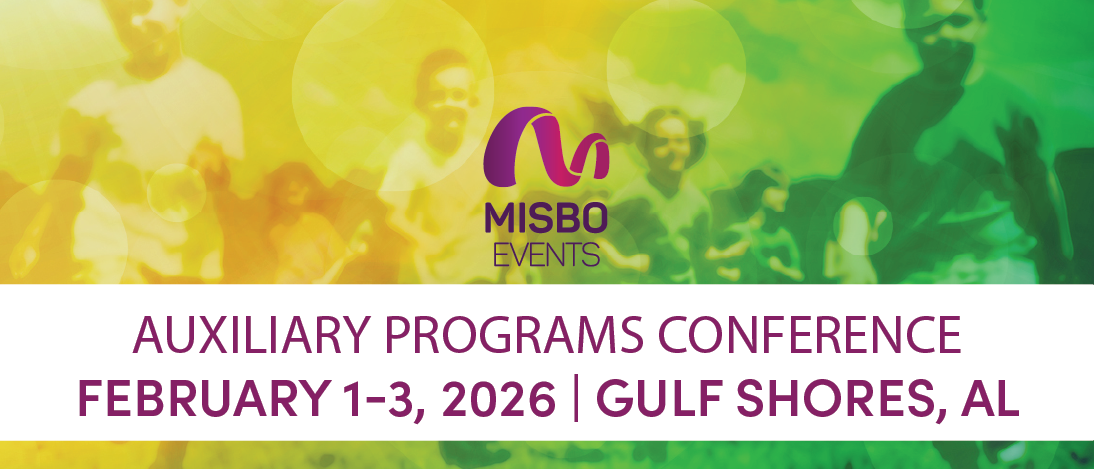 MISBO
EVENTS
AUXILIARY PROGRAMS CONFERENCE
FEBRUARY 1-3, 2026 | GULF SHORES, AL